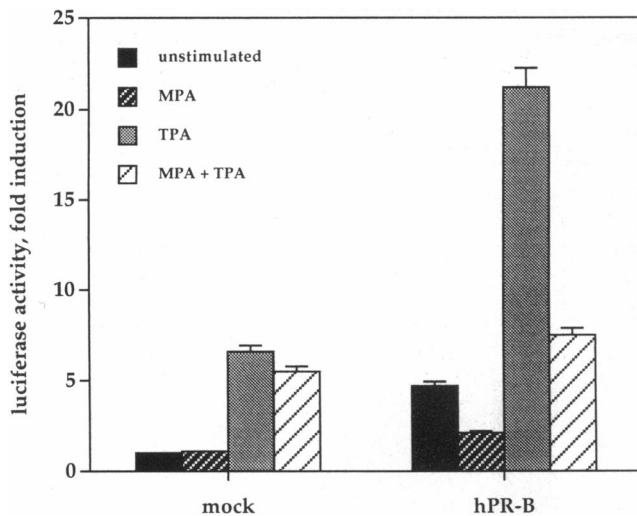 25
20
15
10
5
0
luciferase activity, fold induction
unstimulated
MPA
TPA
MPA + TPA
mock
hPR-B